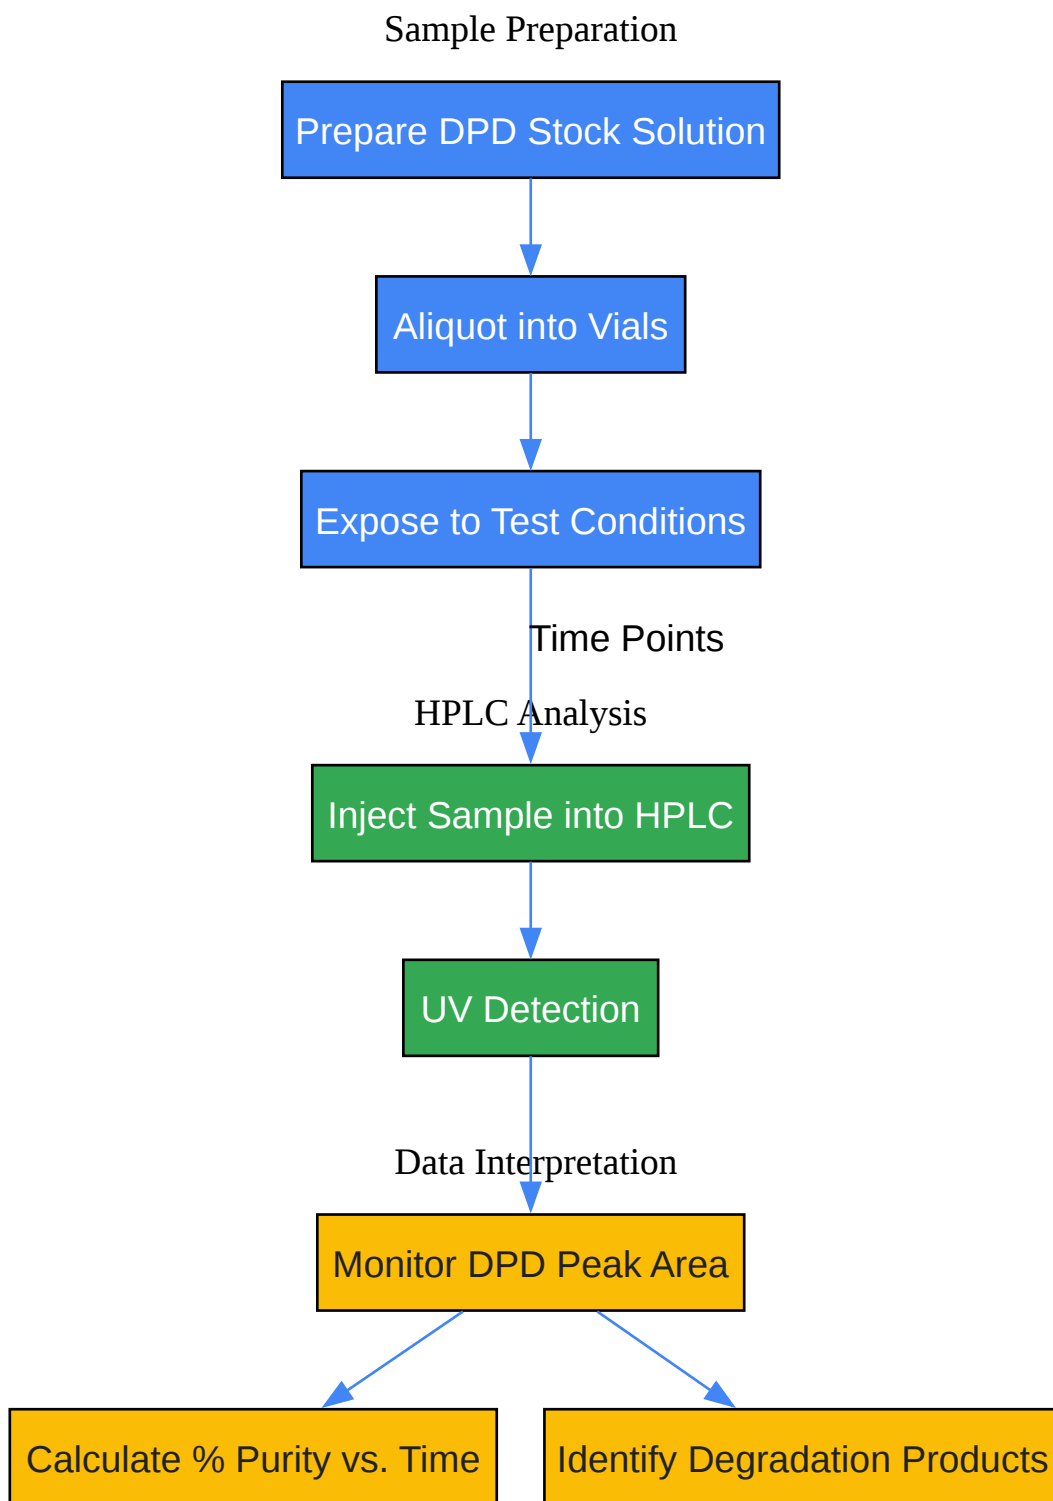 Sample Preparation
Prepare DPD Stock Solution
Aliquot into Vials
Expose to Test Conditions
Time Points
HPLC Analysis
Inject Sample into HPLC
UV Detection
Data Interpretation
Monitor DPD Peak Area
Calculate % Purity vs. Time
Identify Degradation Products